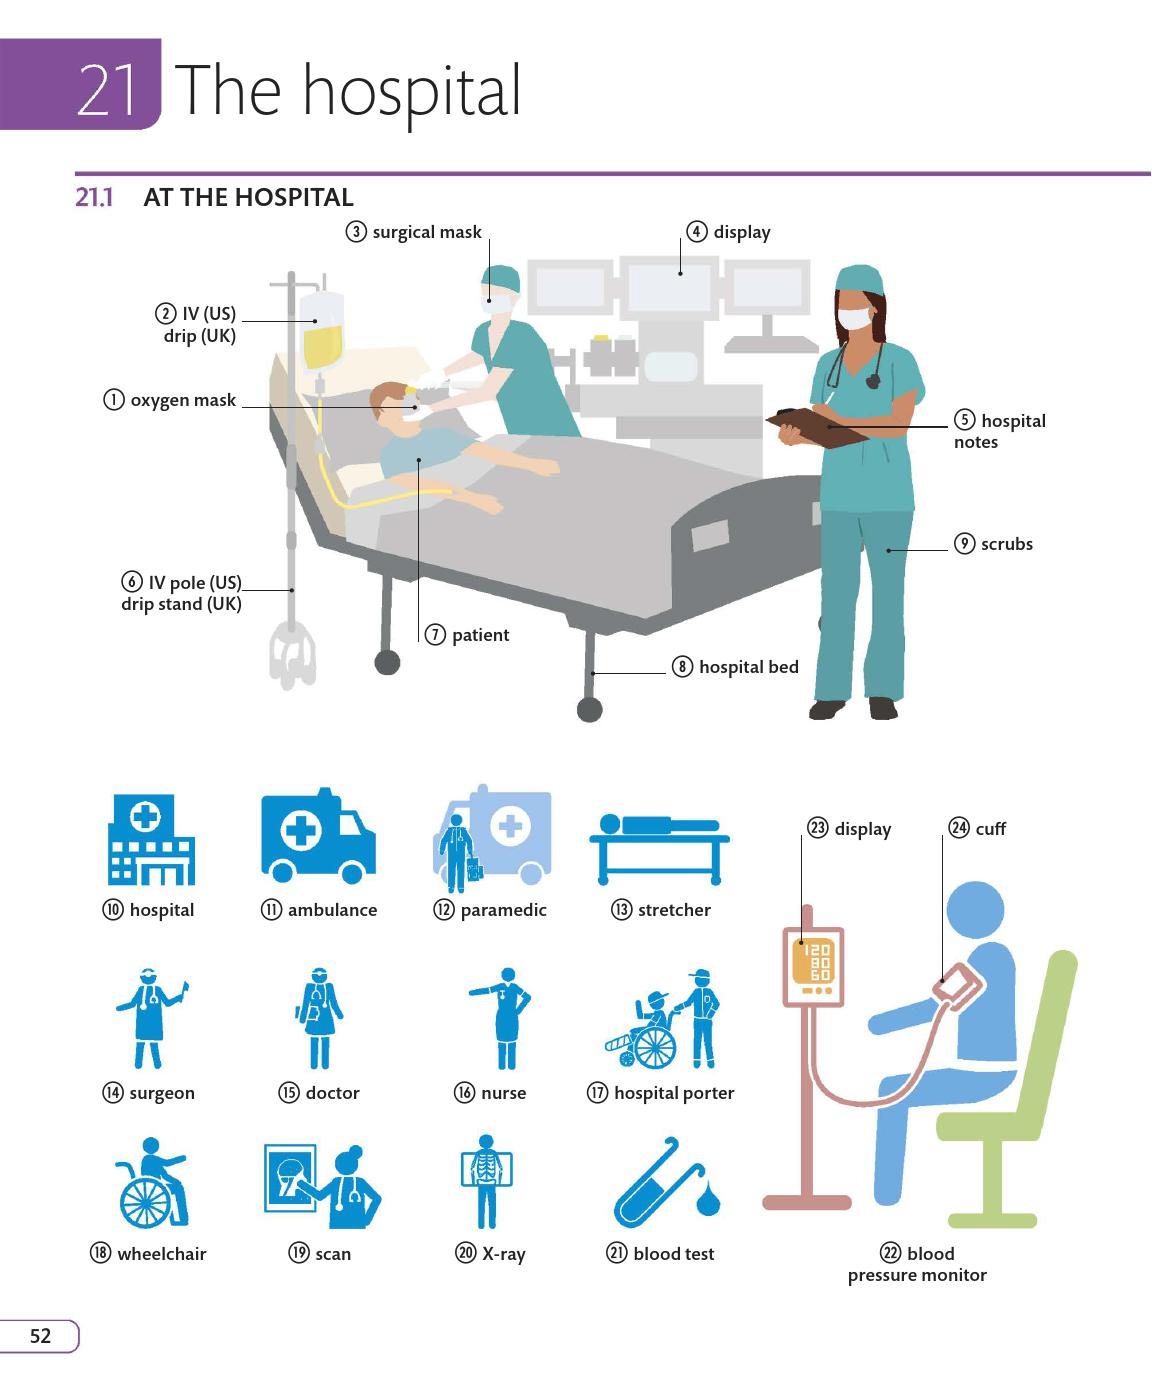 21 The hospital
21.1 AT THE HOSPITAL
③ surgical mask
④ display
② IV (US)
drip (UK)
① oxygen mask
⑤ hospital
notes
⑨ scrubs
⑥ IV pole (US)
drip stand (UK)
⑦ patient
⑧ hospital bed
⑩ hospital
⑪ ambulance
⑫ paramedic
⑬ stretcher
⑭ surgeon
⑮ doctor
⑯ nurse
⑰ hospital porter
⑱ wheelchair
⑲ scan
⑳ X-ray
㉑ blood test
㉓ display
㉔ cuff
120
80
60
㉒ blood
pressure monitor
52